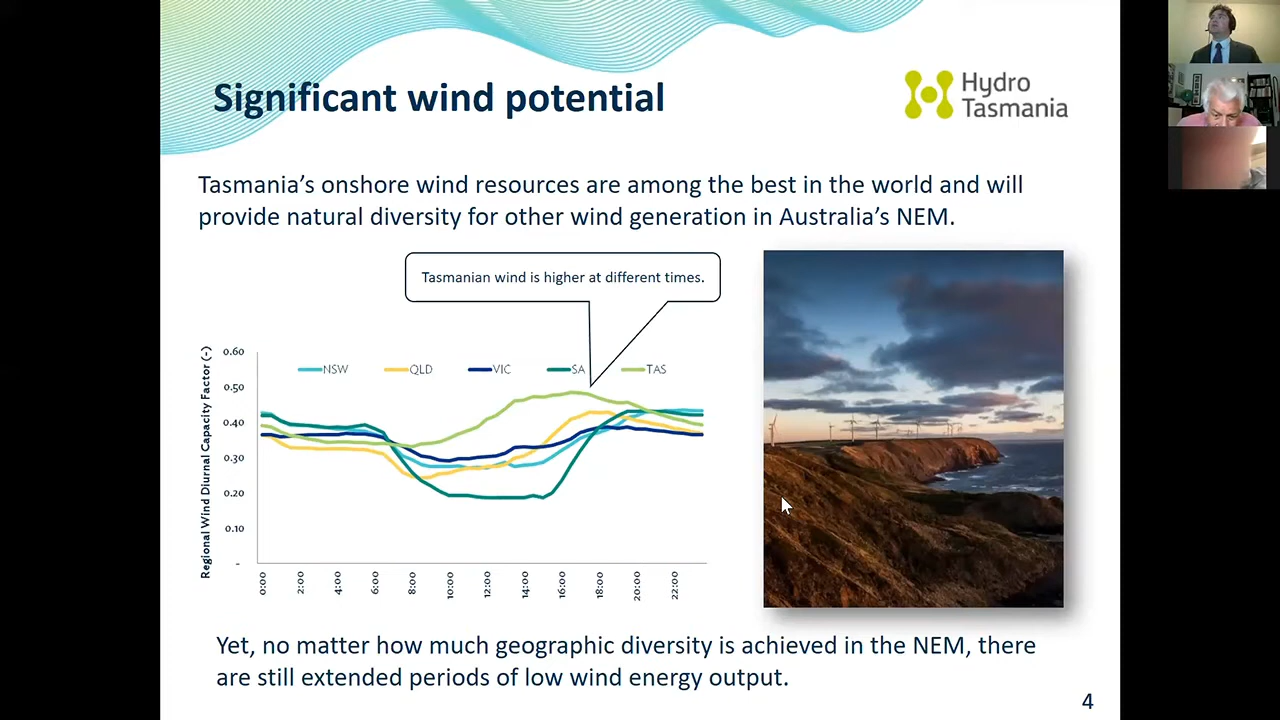 Significant wind potential
Hydro
Tasmania
Tasmania's onshore wind resources are among the best in the world and will
provide natural diversity for other wind generation in Australia's NEM.
Tasmanian wind is higher at different times.
Regional Wind Diurnal Capacity Factor (-)
0.60
0.50
0.40
0.30
0.20
0.10
-
NSW QLD VIC SA TAS
0:00 2:00 4:00 6:00 8:00 10:00 12:00 14:00 16:00 18:00 20:00 22:00
Yet, no matter how much geographic diversity is achieved in the NEM, there
are still extended periods of low wind energy output.
4